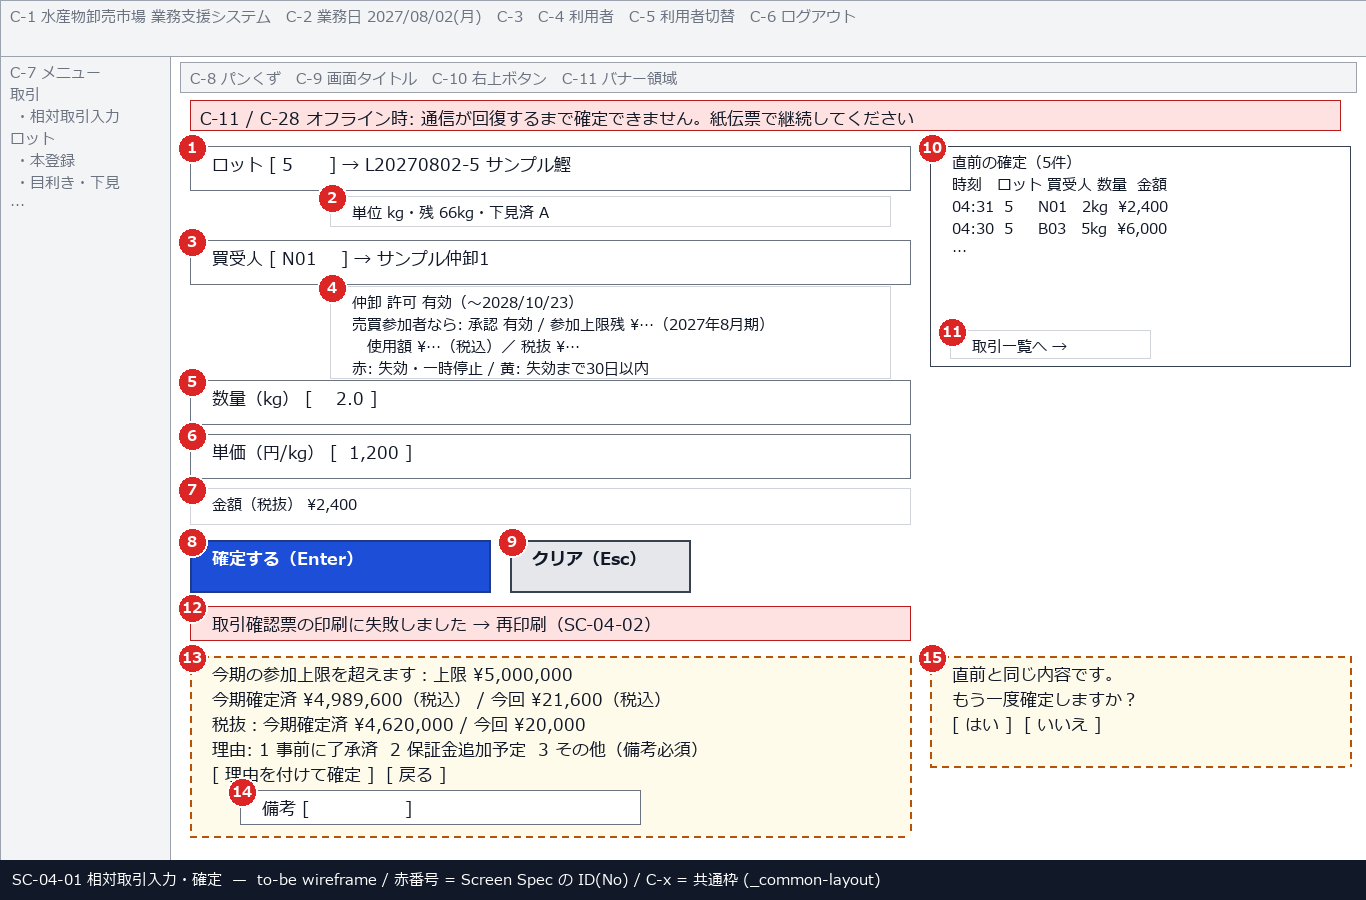 C-1 水産物卸売市場 業務支援システム C-2 業務日 2027/08/02(月) C-3 C-4 利用者 C-5 利用者切替 C-6 ログアウト
C-7 メニュー
取引
・相対取引入力
ロット
・本登録
・目利き・下見
…
C-8 パンくず C-9 画面タイトル C-10 右上ボタン C-11 バナー領域
C-11 / C-28 オフライン時: 通信が回復するまで確定できません。紙伝票で継続してください
1
ロット [ 5 ] → L20270802-5 サンプル鰹
2
単位 kg・残 66kg・下見済 A
3
買受人 [ N01 ] → サンプル仲卸1
4
仲卸 許可 有効（〜2028/10/23）
売買参加者なら: 承認 有効 / 参加上限残 ¥…（2027年8月期）
使用額 ¥…（税込）／ 税抜 ¥…
赤: 失効・一時停止 / 黄: 失効まで30日以内
5
数量（kg） [ 2.0 ]
6
単価（円/kg） [ 1,200 ]
7
金額（税抜） ¥2,400
8
確定する（Enter）
9
クリア（Esc）
10
直前の確定（5件）
時刻 ロット 買受人 数量 金額
04:31 5 N01 2kg ¥2,400
04:30 5 B03 5kg ¥6,000
…
11
取引一覧へ →
12
取引確認票の印刷に失敗しました → 再印刷（SC-04-02）
13
今期の参加上限を超えます : 上限 ¥5,000,000
今期確定済 ¥4,989,600（税込） / 今回 ¥21,600（税込）
税抜 : 今期確定済 ¥4,620,000 / 今回 ¥20,000
理由: 1 事前に了承済 2 保証金追加予定 3 その他（備考必須）
[ 理由を付けて確定 ] [ 戻る ]
14
備考 [ ]
15
直前と同じ内容です。
もう一度確定しますか？
[ はい ] [ いいえ ]
SC-04-01 相対取引入力・確定 — to-be wireframe / 赤番号 = Screen Spec の ID(No) / C-x = 共通枠 (_common-layout)